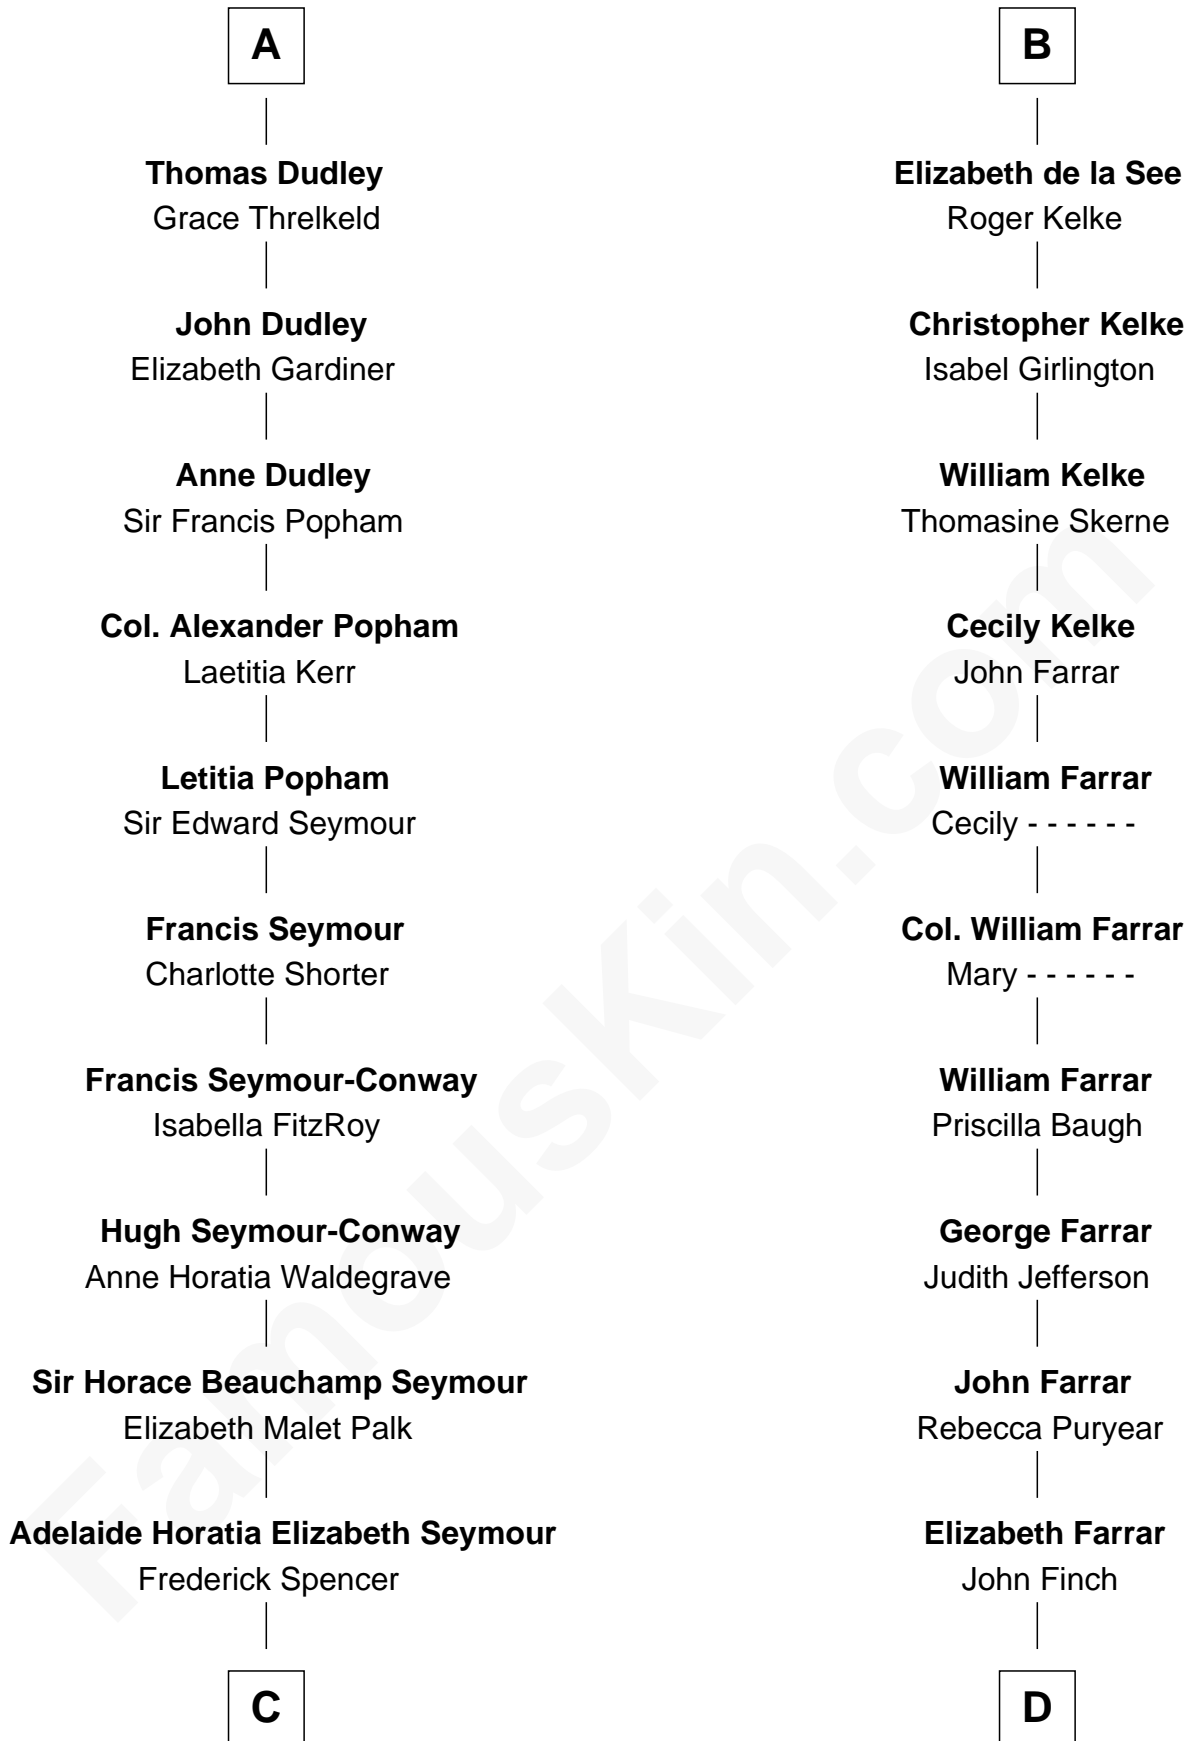 A
Thomas Dudley
Grace Threlkeld
John Dudley
Elizabeth Gardiner
Anne Dudley
Sir Francis Popham
Col. Alexander Popham
Laetitia Kerr
Letitia Popham
Sir Edward Seymour
Francis Seymour
Charlotte Shorter
Francis Seymour-Conway
Isabella FitzRoy
Hugh Seymour-Conway
Anne Horatia Waldegrave
Sir Horace Beauchamp Seymour
Elizabeth Malet Palk
Adelaide Horatia Elizabeth Seymour
Frederick Spencer
C
B
Elizabeth de la See
Roger Kelke
Christopher Kelke
Isabel Girlington
William Kelke
Thomasine Skerne
Cecily Kelke
John Farrar
William Farrar
Cecily - - - - - -
Col. William Farrar
Mary - - - - - -
William Farrar
Priscilla Baugh
George Farrar
Judith Jefferson
John Farrar
Rebecca Puryear
Elizabeth Farrar
John Finch
D
FamousKin.com